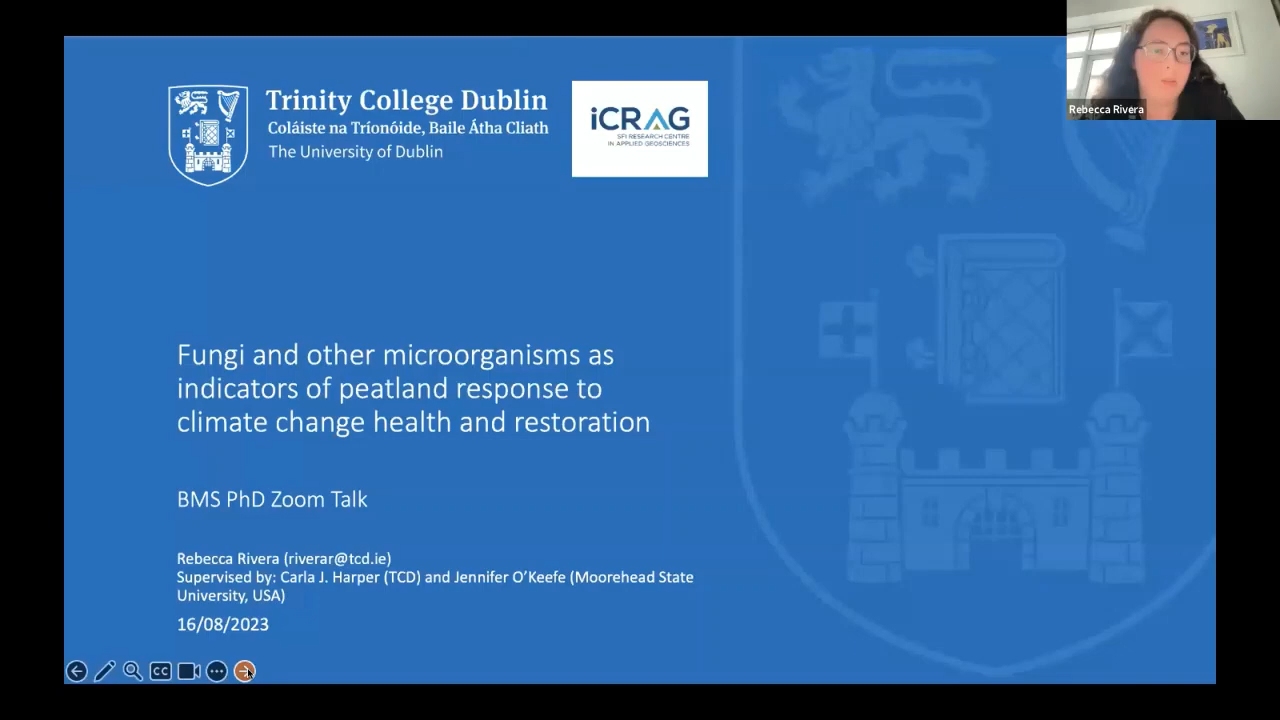 Trinity College Dublin
Coláiste na Tríonóide, Baile Átha Cliath
The University of Dublin
iCRAG
SFI RESEARCH CENTRE
IN APPLIED GEOSCIENCES
Rebecca Rivera
Fungi and other microorganisms as
indicators of peatland response to
climate change health and restoration
BMS PhD Zoom Talk
Rebecca Rivera (riverar@tcd.ie)
Supervised by: Carla J. Harper (TCD) and Jennifer O'Keefe (Moorehead State
University, USA)
16/08/2023
CC